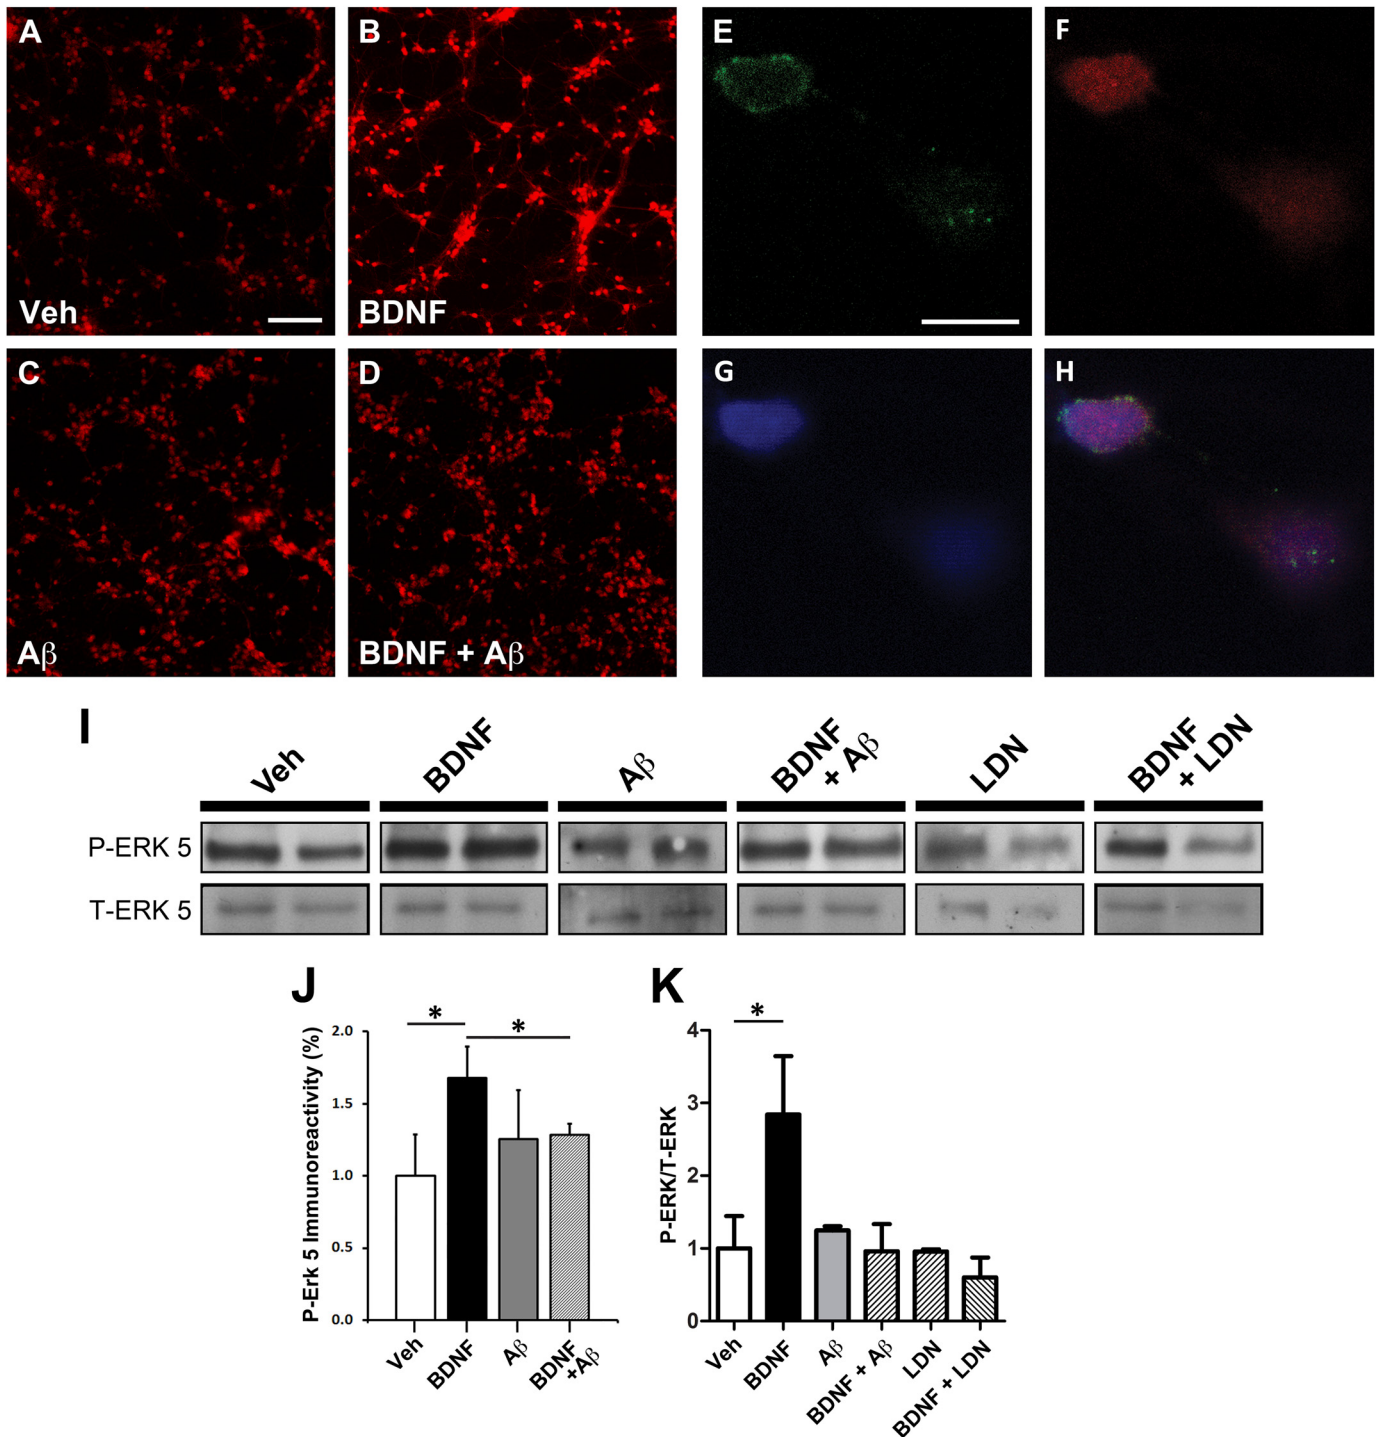 A
B
E
F
Veh
BDNF
C
D
G
H
Aβ
BDNF + Aβ
I
Veh
BDNF
Aβ
BDNF
+ Aβ
LDN
BDNF
+ LDN
P-ERK 5
T-ERK 5
J
P-Erk 5 Immunoreactivity (%)
2.0
1.5
1.0
0.5
0.0
*
*
Veh
BDNF
Aβ
BDNF
+Aβ
K
P-ERK/T-ERK
4
3
2
1
0
*
Veh
BDNF
Aβ
BDNF + Aβ
LDN
BDNF + LDN